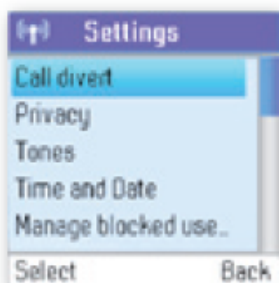 Settings
Call divert
Privacy
Tones
Time and Date
Manage blocked use...
Select Back